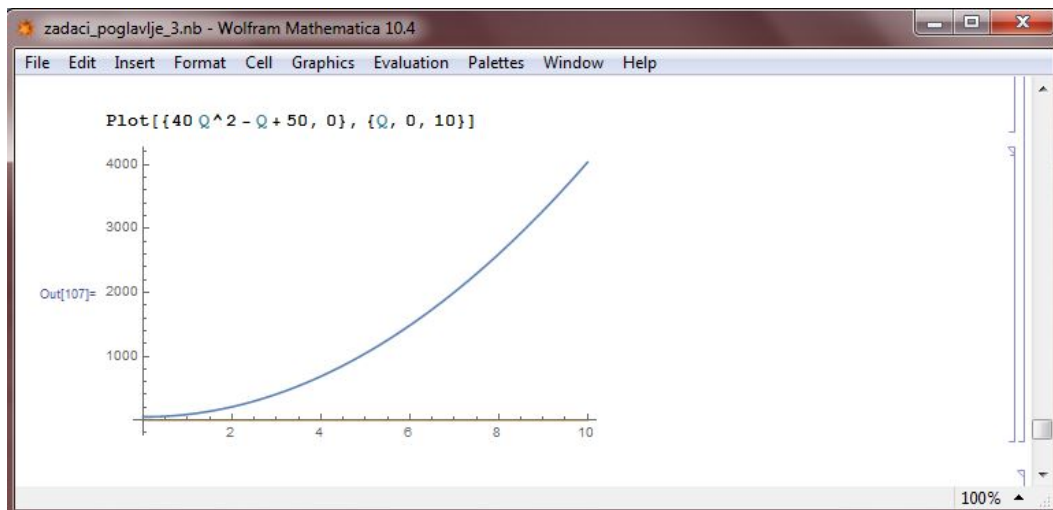 zadaci_poglavlje_3.nb - Wolfram Mathematica 10.4
File Edit Insert Format Cell Graphics Evaluation Palettes Window Help
Plot[{40 Q^2 - Q + 50, 0}, {Q, 0, 10}]
4000
3000
Out[107]= 2000
1000
2 4 6 8 10
100%